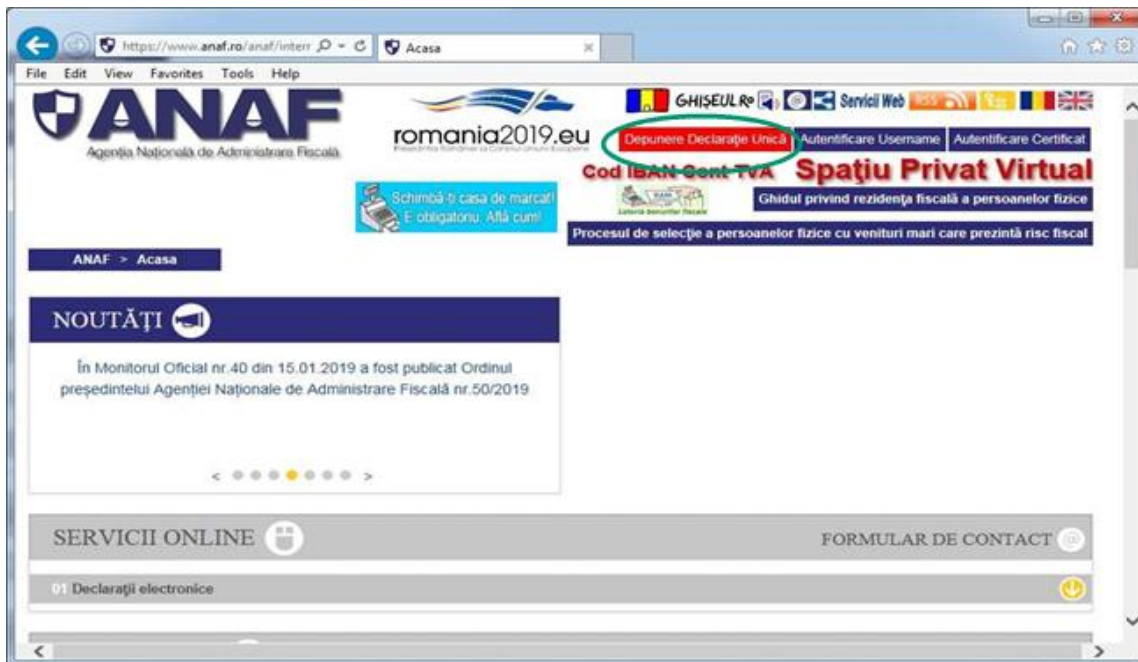 https://www.anaf.ro/anaf/interr
Acasa
File Edit View Favorites Tools Help
ANAF
Agenția Națională de Administrare Fiscală
romania2019.eu
GHIȘEUL.RO
Servicii Web
RSS
Depunere Declarație Unică
Autentificare Username
Autentificare Certificat
Cod IBAN Cont TVA
Spațiu Privat Virtual
Schimbă-ți casa de marcat!
E obligatoriu. Află cum!
Loteria bonurilor fiscale
Ghidul privind rezidența fiscală a persoanelor fizice
Procesul de selecție a persoanelor fizice cu venituri mari care prezintă risc fiscal
ANAF > Acasa
NOUTĂȚI
În Monitorul Oficial nr.40 din 15.01.2019 a fost publicat Ordinul
președintelui Agenției Naționale de Administrare Fiscală nr.50/2019
< >
SERVICII ONLINE
FORMULAR DE CONTACT @
01 Declarații electronice